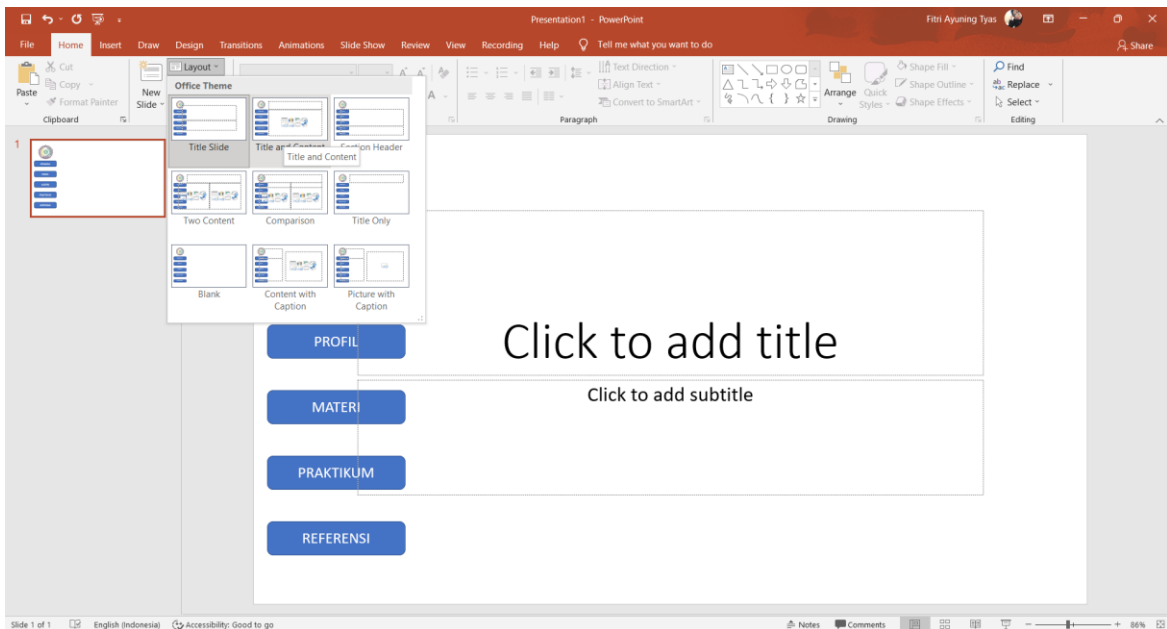 Presentation1 - PowerPoint
Fitri Ayuning Tyas
File Home Insert Draw Design Transitions Animations Slide Show Review View Recording Help Tell me what you want to do
Share
Paste
Cut
Copy
Format Painter
Clipboard
New Slide
Layout
Office Theme
Title Slide
Title and Content
Section Header
Title and Content
Two Content
Comparison
Title Only
Blank
Content with Caption
Picture with Caption
Text Direction
Align Text
Convert to SmartArt
Paragraph
Arrange
Quick Styles
Shape Fill
Shape Outline
Shape Effects
Drawing
Find
Replace
Select
Editing
1
PROFIL
MATERI
PRAKTIKUM
REFERENSI
Click to add title
Click to add subtitle
Slide 1 of 1 English (Indonesia) Accessibility: Good to go
Notes Comments 86%